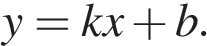 y = kx + b.